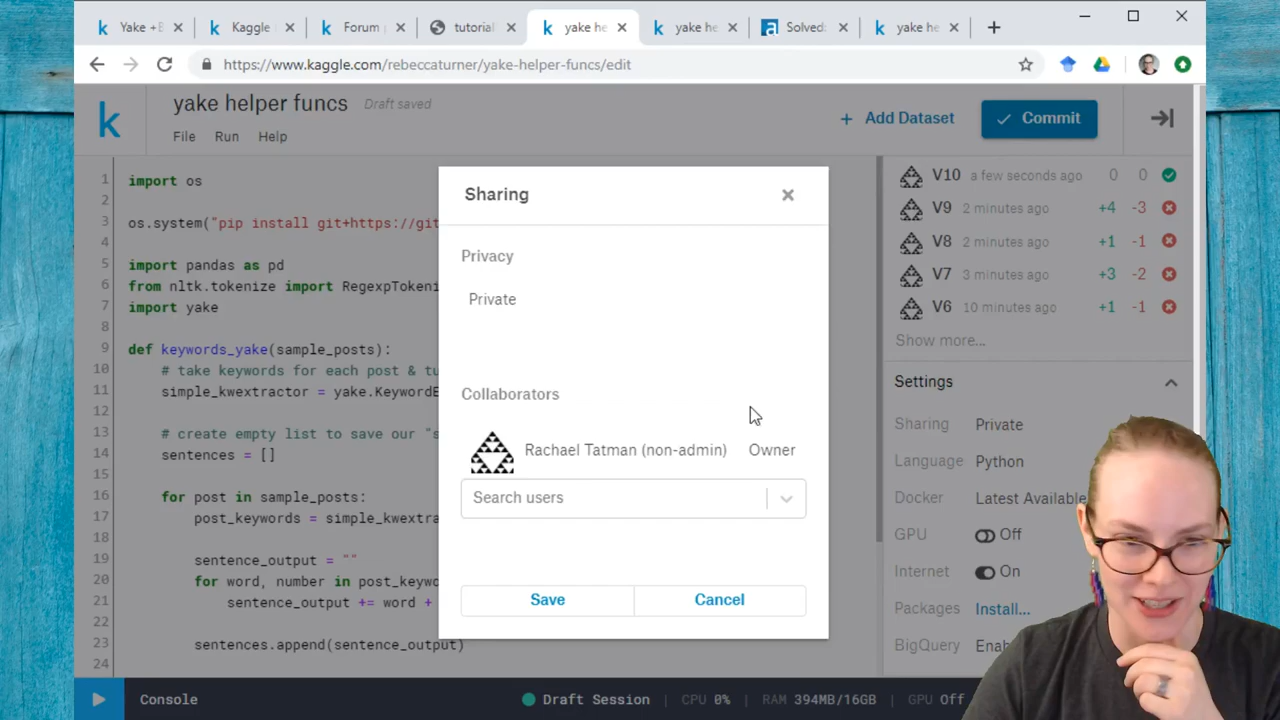 Yake + E
Kaggle
Forum
tutorial
yake he
yake he
Solved:
yake he
https://www.kaggle.com/rebeccaturner/yake-helper-funcs/edit
yake helper funcs Draft saved
File Run Help
+ Add Dataset
Commit
1 import os
2
3 os.system("pip install git+https://git
4
5 import pandas as pd
6 from nltk.tokenize import RegexpTokeni
7 import yake
8
9 def keywords_yake(sample_posts):
10 # take keywords for each post & tu
11 simple_kwextractor = yake.KeywordE
12
13 # create empty list to save our "s
14 sentences = []
15
16 for post in sample_posts:
17 post_keywords = simple_kwextra
18
19 sentence_output = ""
20 for word, number in post_keywo
21 sentence_output += word +
22
23 sentences.append(sentence_output)
24
Sharing
Privacy
Private
Collaborators
Rachael Tatman (non-admin) Owner
Search users
Save Cancel
V10 a few seconds ago 0 0
V9 2 minutes ago +4 -3
V8 2 minutes ago +1 -1
V7 3 minutes ago +3 -2
V6 10 minutes ago +1 -1
Show more...
Settings
Sharing Private
Language Python
Docker Latest Available
GPU Off
Internet On
Packages Install...
BigQuery Ena
Console
Draft Session CPU 0% RAM 394MB/16GB GPU Off